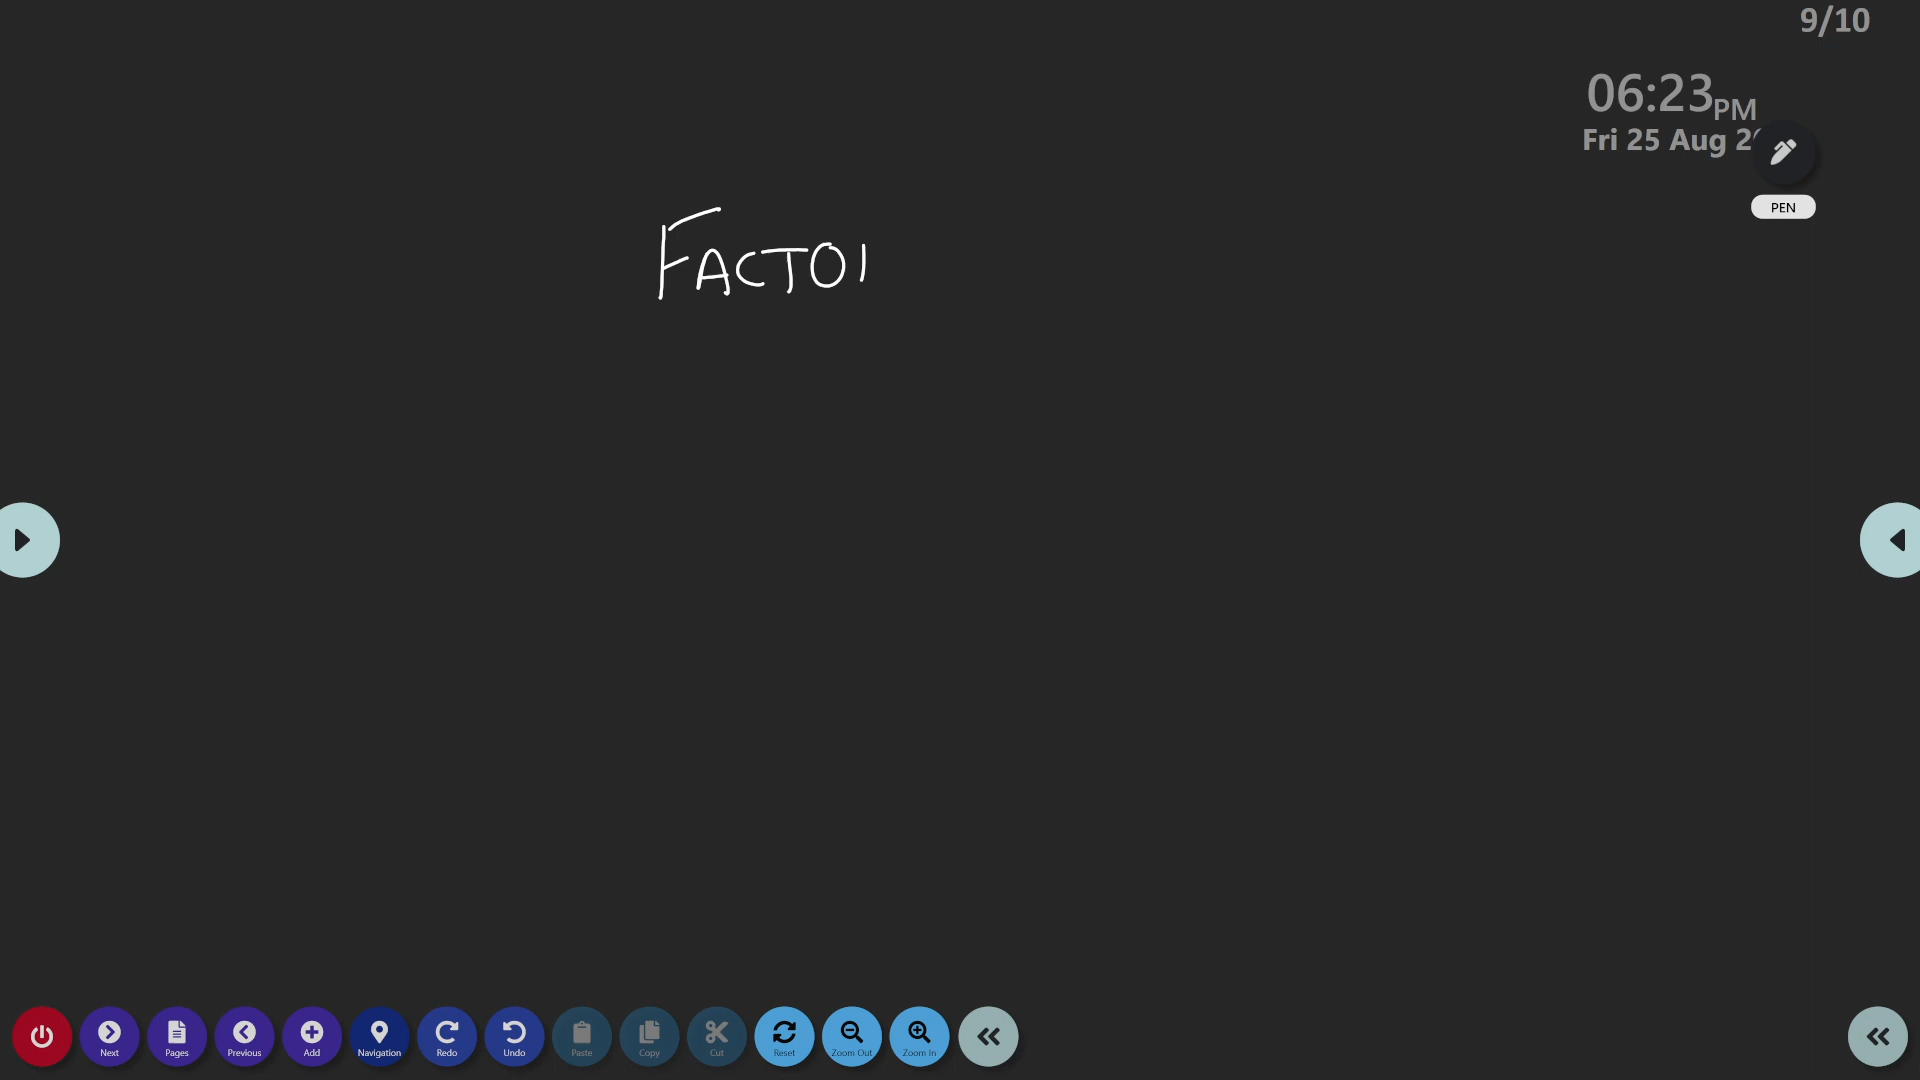 9/10
06:23PM
Fri 25 Aug 2
PEN
FACTOI
Next Pages Previous Add Navigation Redo Undo Paste Copy Cut Reset Zoom Out Zoom In